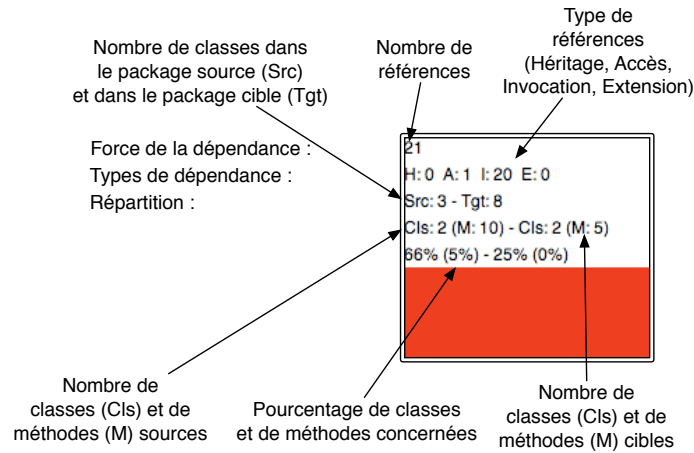 Nombre de classes dans
le package source (Src)
et dans le package cible (Tgt)
Nombre de
références
Type de
références
(Héritage, Accès,
Invocation, Extension)
Force de la dépendance :
Types de dépendance :
Répartition :
21
H: 0 A: 1 I: 20 E: 0
Src: 3 - Tgt: 8
Cls: 2 (M: 10) - Cls: 2 (M: 5)
66% (5%) - 25% (0%)
Nombre de
classes (Cls) et de
méthodes (M) sources
Pourcentage de classes
et de méthodes concernées
Nombre de
classes (Cls) et de
méthodes (M) cibles